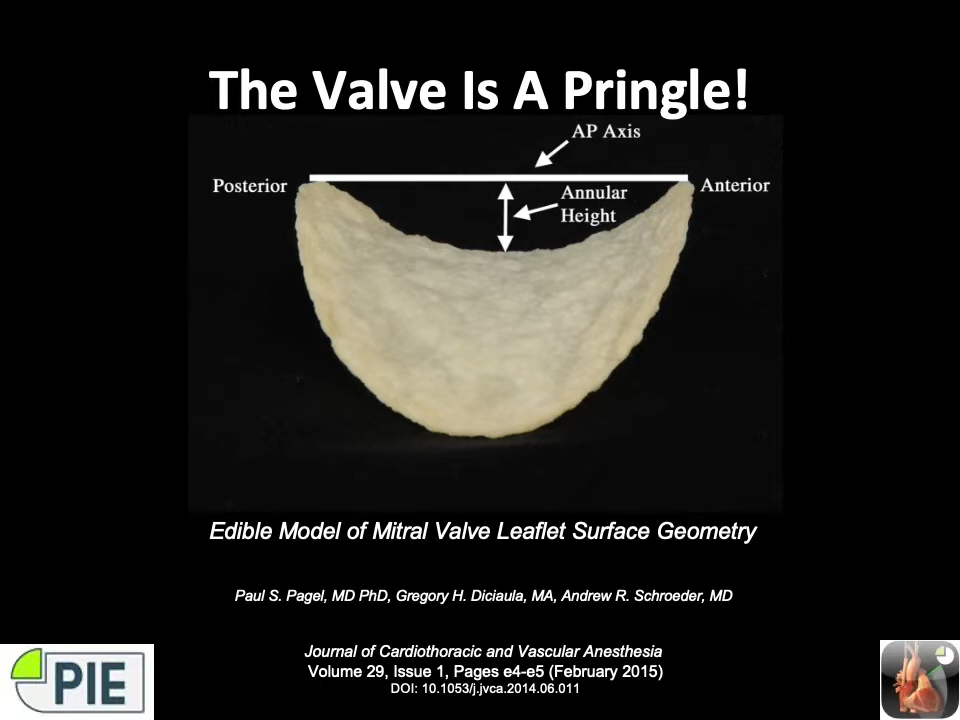 The Valve Is A Pringle!
AP Axis
Posterior
Annular
Height
Anterior
Edible Model of Mitral Valve Leaflet Surface Geometry
Paul S. Pagel, MD PhD, Gregory H. Diciaula, MA, Andrew R. Schroeder, MD
Journal of Cardiothoracic and Vascular Anesthesia
Volume 29, Issue 1, Pages e4-e5 (February 2015)
DOI: 10.1053/j.jvca.2014.06.011
PIE